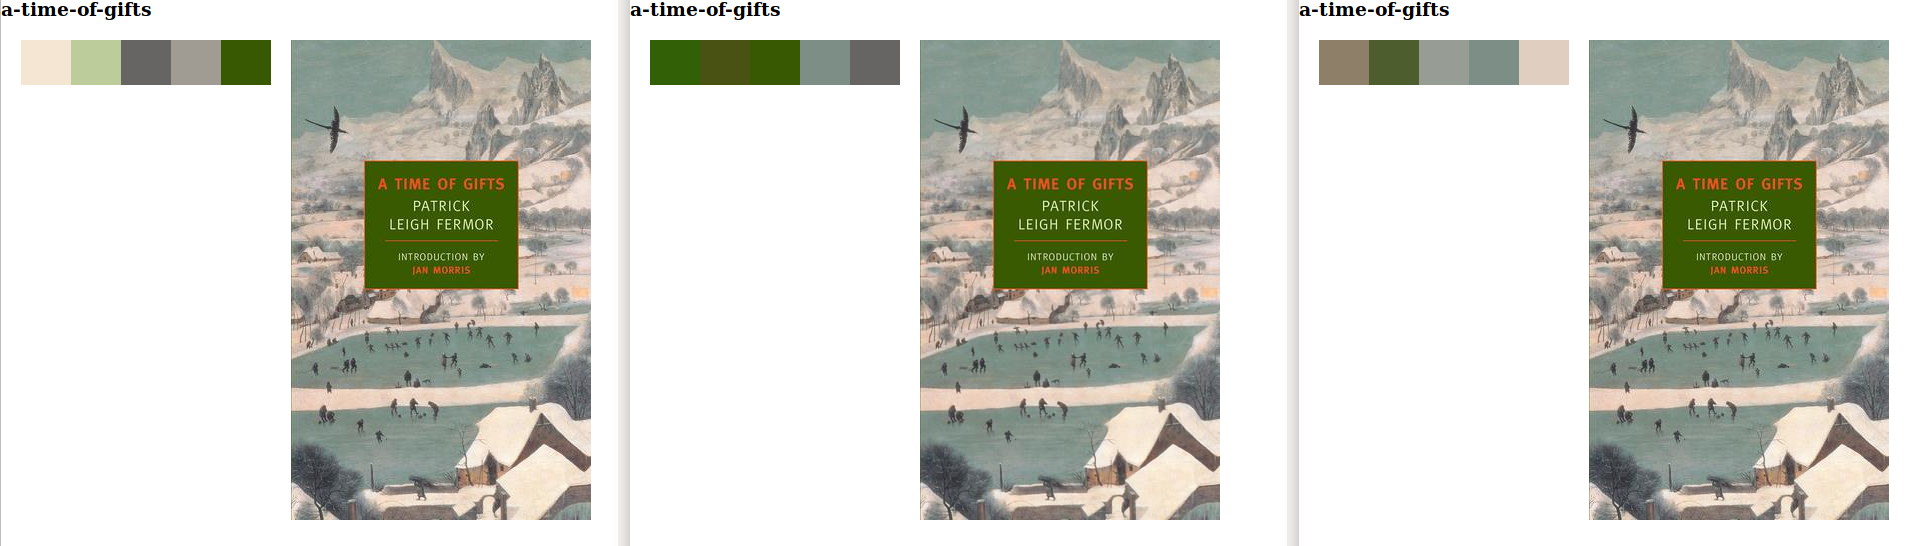 a-time-of-gifts
A TIME OF GIFTS
PATRICK
LEIGH FERMOR
INTRODUCTION BY
JAN MORRIS
a-time-of-gifts
A TIME OF GIFTS
PATRICK
LEIGH FERMOR
INTRODUCTION BY
JAN MORRIS
a-time-of-gifts
A TIME OF GIFTS
PATRICK
LEIGH FERMOR
INTRODUCTION BY
JAN MORRIS